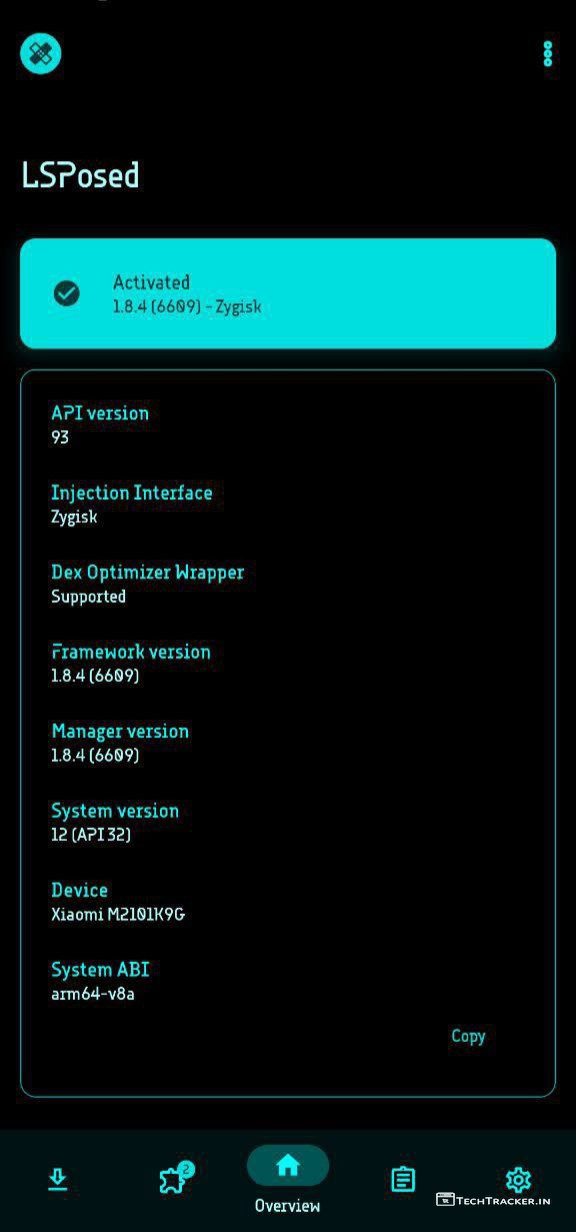 LSPosed
Activated
1.8.4 (6609) - Zygisk
API version
93
Injection Interface
Zygisk
Dex Optimizer Wrapper
Supported
Framework version
1.8.4 (6609)
Manager version
1.8.4 (6609)
System version
12 (API 32)
Device
Xiaomi M2101K9G
System ABI
arm64-v8a
Copy
2
Overview
TECHTRACKER.IN